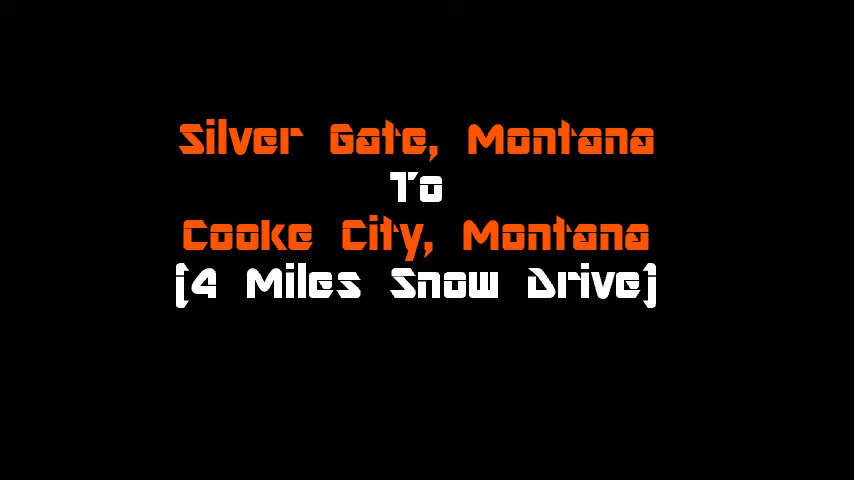 Silver Gate, Montana
To
Cooke City, Montana
(4 Miles Snow Drive)